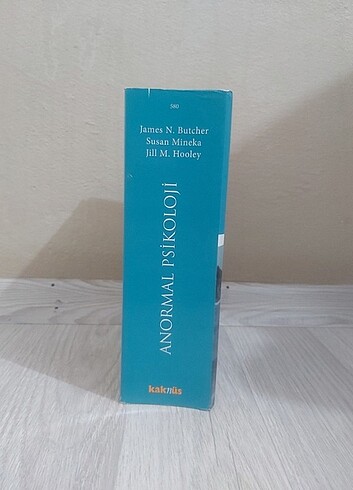 580
James N. Butcher
Susan Mineka
Jill M. Hooley
ANORMAL PSİKOLOJİ
kaknüs